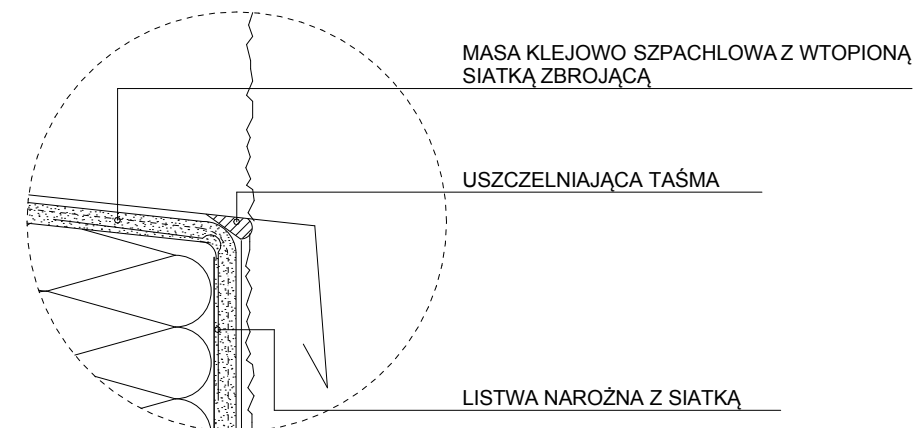 MASA KLEJOWO SZPACHLOWA Z WTOPIONĄ
SIATKĄ ZBROJĄCĄ
USZCZELNIAJĄCA TAŚMA
LISTWA NAROŻNA Z SIATKĄ